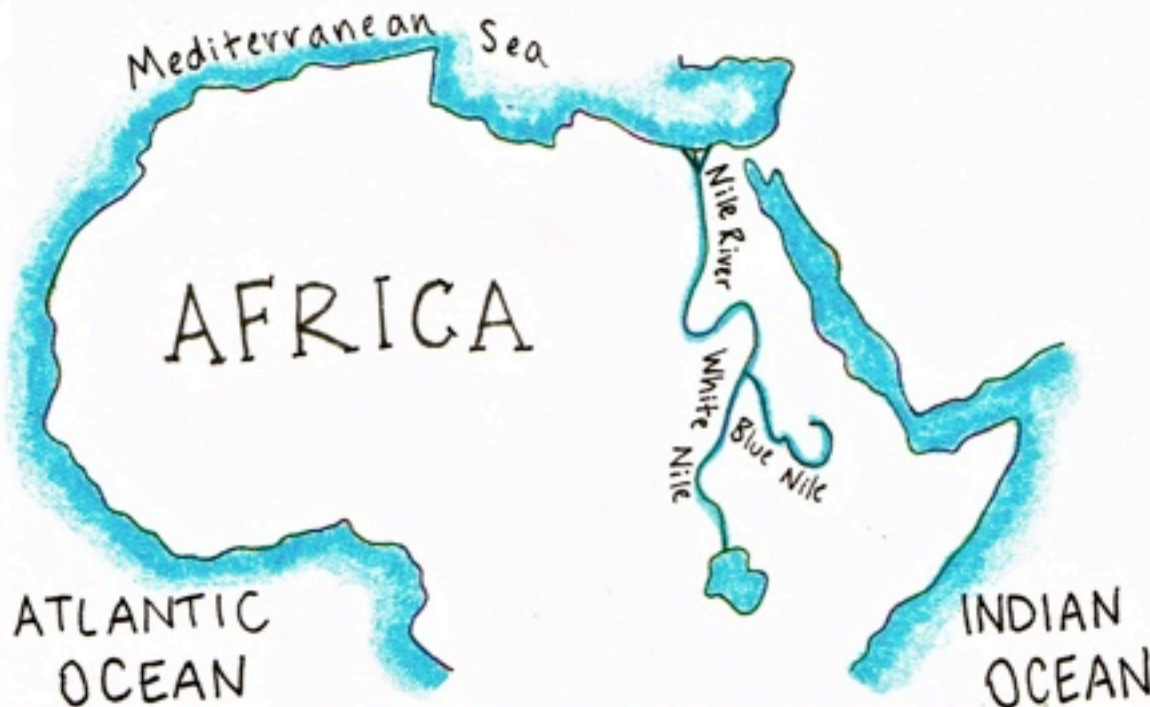 Mediterranean Sea
Nile River
AFRICA
White Nile
Blue Nile
ATLANTIC
OCEAN
INDIAN
OCEAN